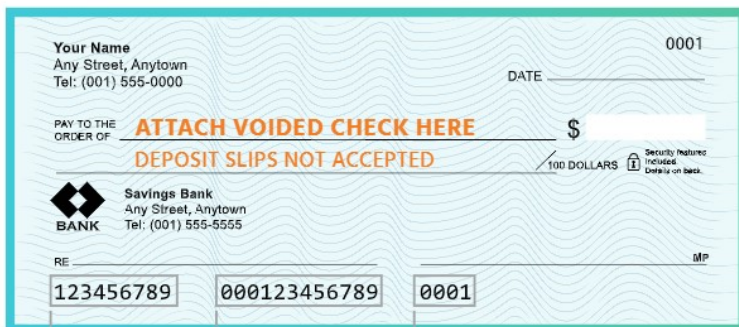 Your Name
0001
Any Street, Anytown
Tel: (001) 555-0000
DATE
PAY TO THE
ORDER OF
ATTACH VOIDED CHECK HERE
$
DEPOSIT SLIPS NOT ACCEPTED
/100 DOLLARS
Security features
included.
Details on back.
Savings Bank
Any Street, Anytown
BANK
Tel: (001) 555-5555
RE
MP
123456789 000123456789 0001